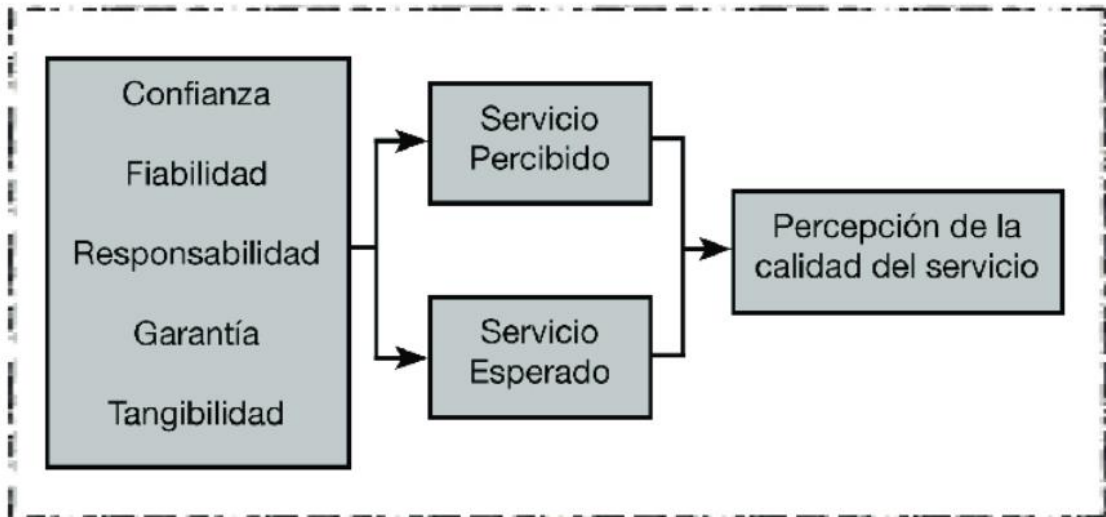 Confianza
Fiabilidad
Responsabilidad
Garantía
Tangibilidad
Servicio
Percibido
Servicio
Esperado
Percepción de la
calidad del servicio